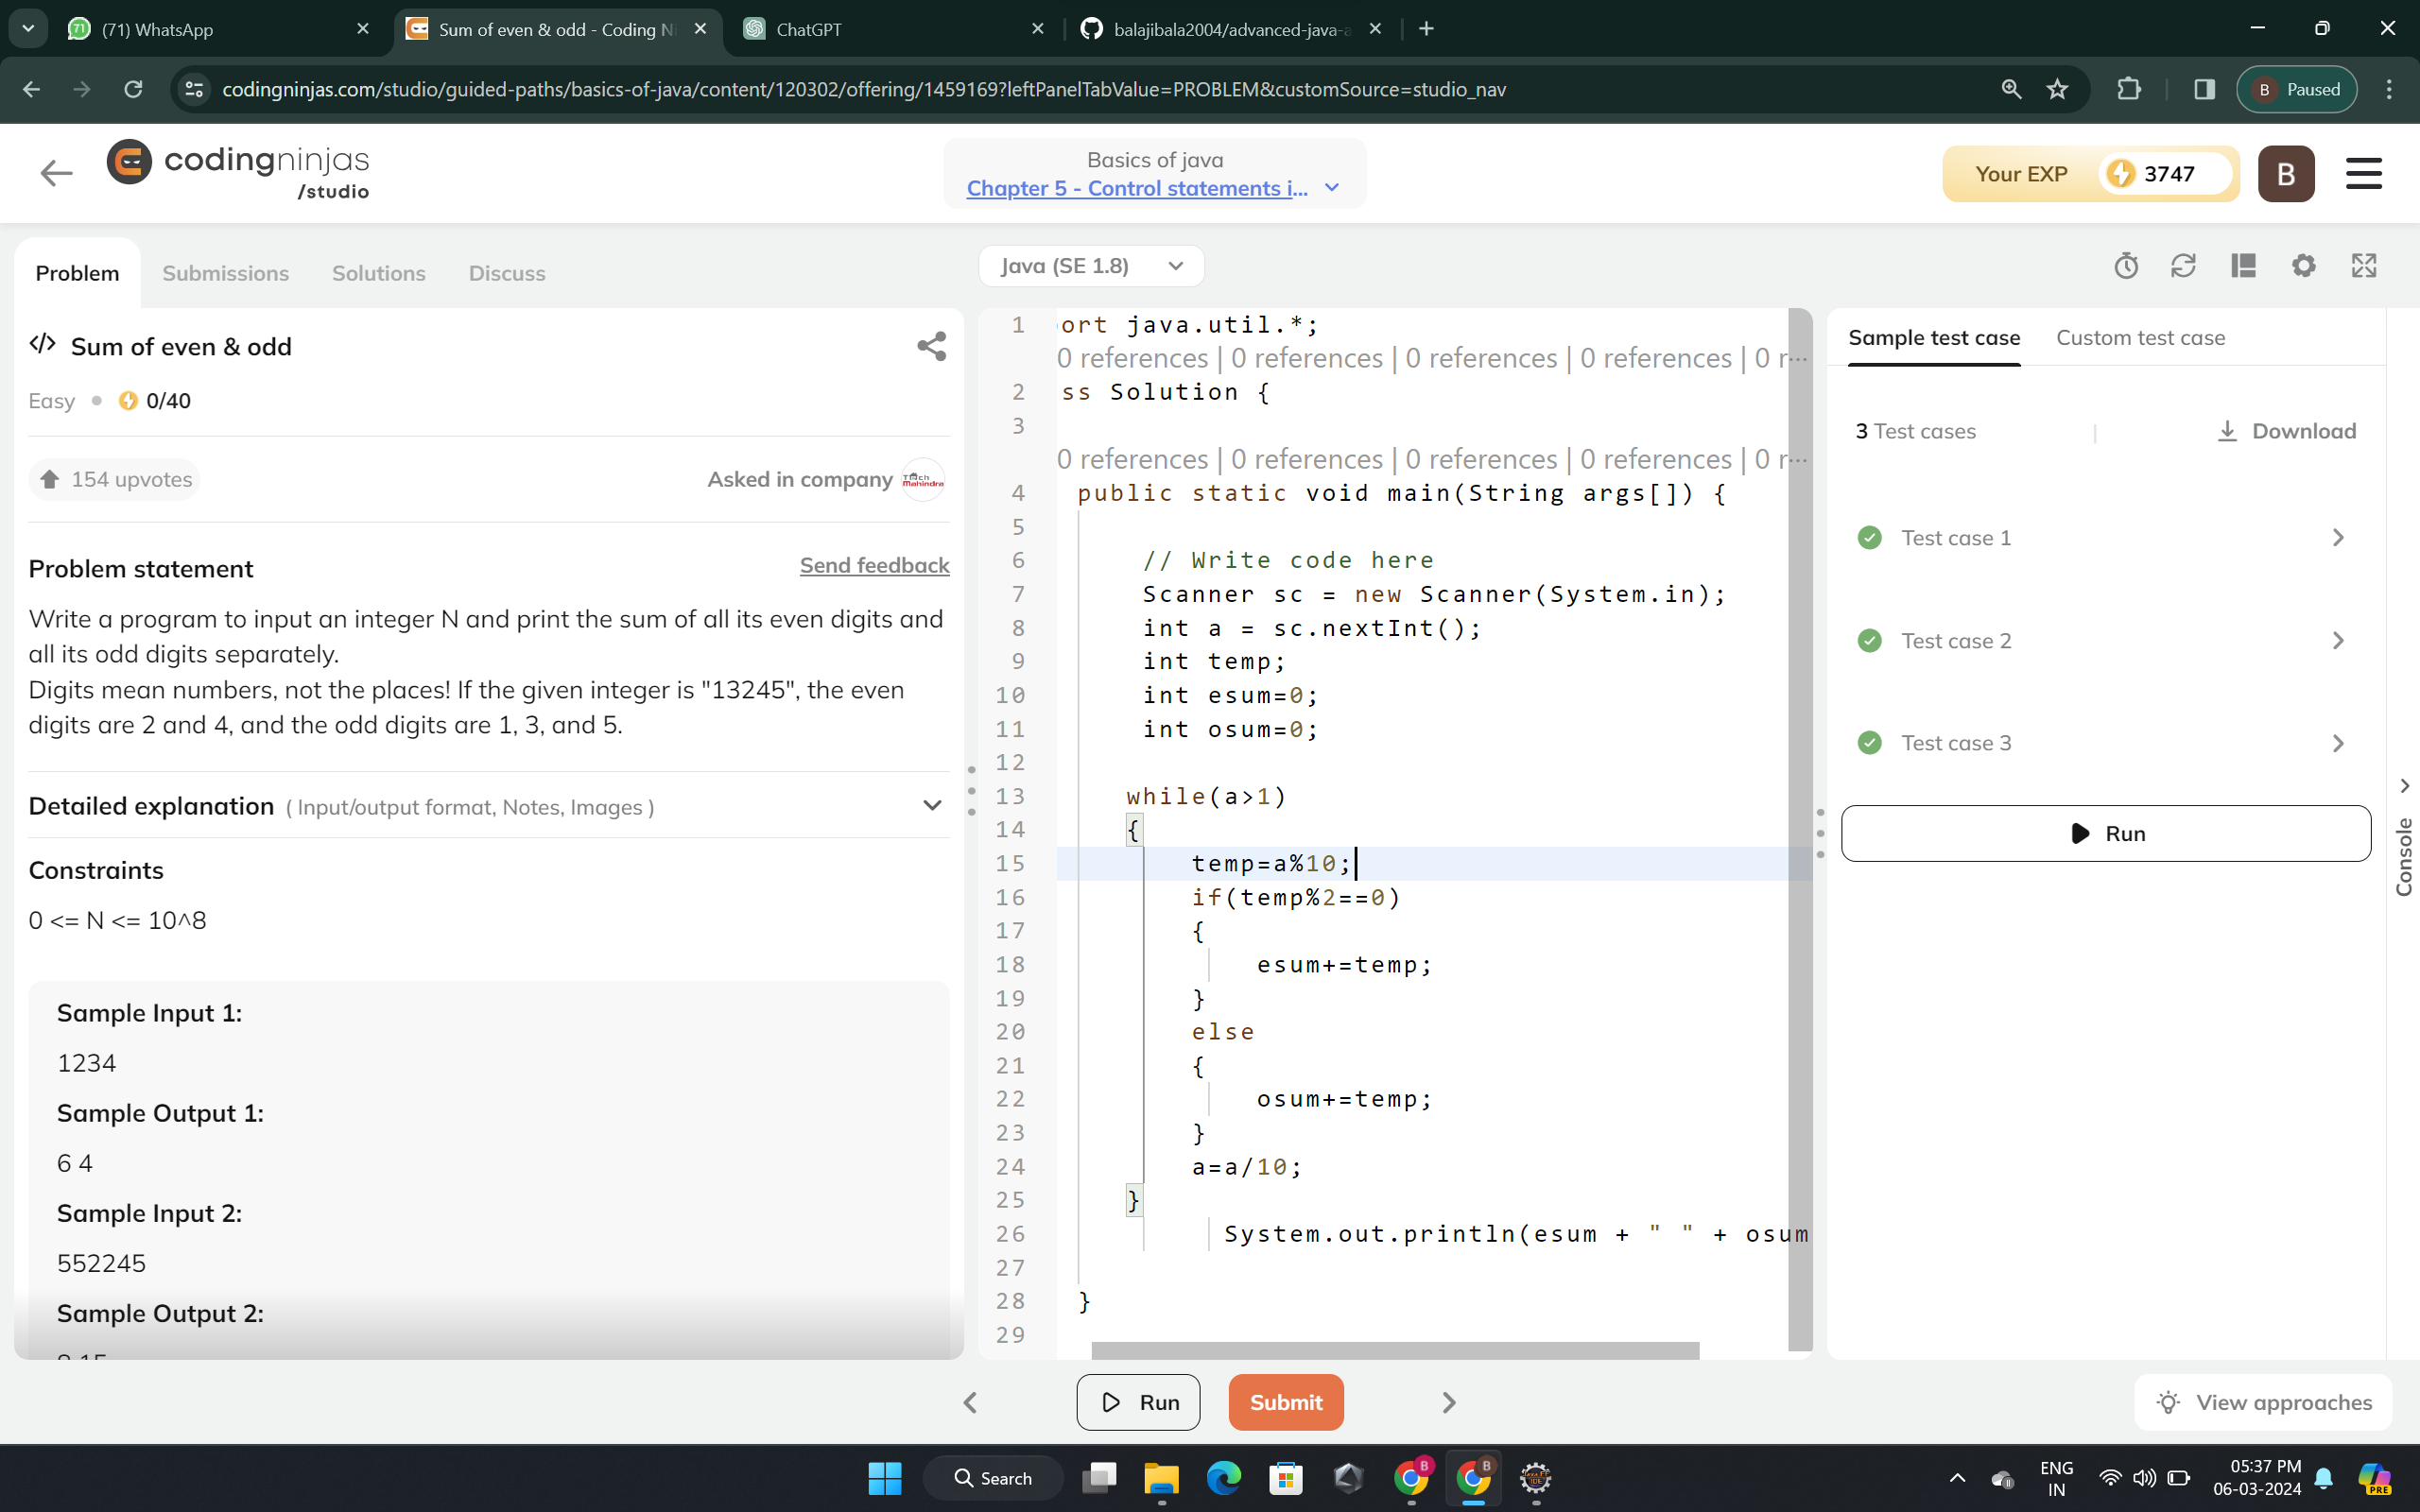 (71) WhatsApp
Sum of even & odd - Coding Ni
ChatGPT
balajibala2004/advanced-java-a
codingninjas.com/studio/guided-paths/basics-of-java/content/120302/offering/1459169?leftPanelTabValue=PROBLEM&customSource=studio_nav
B Paused
codingninjas
/studio
Basics of java
Chapter 5 - Control statements i...
Your EXP 3747
B
Problem
Submissions
Solutions
Discuss
Java (SE 1.8)
</> Sum of even & odd
Easy • 0/40
154 upvotes
Asked in company
Tech Mahindra
Problem statement
Send feedback
Write a program to input an integer N and print the sum of all its even digits and
all its odd digits separately.
Digits mean numbers, not the places! If the given integer is "13245", the even
digits are 2 and 4, and the odd digits are 1, 3, and 5.
Detailed explanation ( Input/output format, Notes, Images )
Constraints
0 <= N <= 10^8
Sample Input 1:
1234
Sample Output 1:
6 4
Sample Input 2:
552245
Sample Output 2:
1 ort java.util.*;
0 references | 0 references | 0 references | 0 references | 0 r...
2 ss Solution {
3
0 references | 0 references | 0 references | 0 references | 0 r...
4 public static void main(String args[]) {
5
6 // Write code here
7 Scanner sc = new Scanner(System.in);
8 int a = sc.nextInt();
9 int temp;
10 int esum=0;
11 int osum=0;
12
13 while(a>1)
14 {
15 temp=a%10;
16 if(temp%2==0)
17 {
18 esum+=temp;
19 }
20 else
21 {
22 osum+=temp;
23 }
24 a=a/10;
25 }
26 System.out.println(esum + " " + osum
27
28 }
29
Sample test case
Custom test case
3 Test cases
Download
Test case 1
Test case 2
Test case 3
Run
Console
Run
Submit
View approaches
Search
ENG
IN
05:37 PM
06-03-2024
PRE